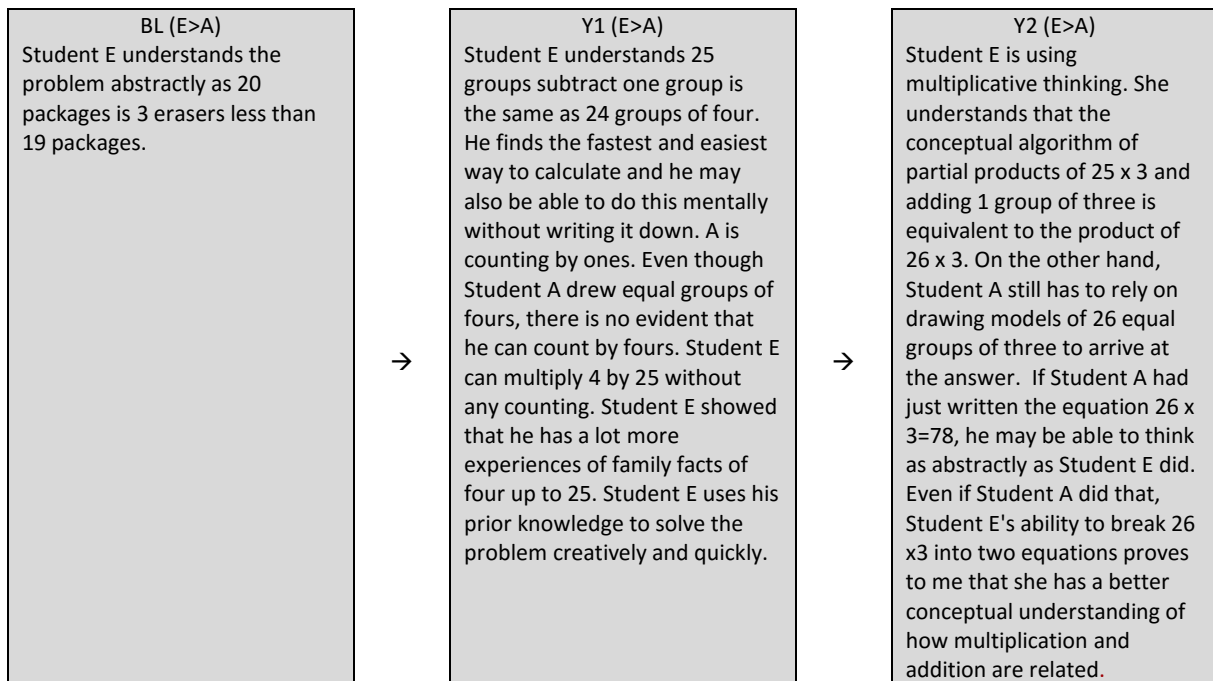 BL (E>A)
Student E understands the
problem abstractly as 20
packages is 3 erasers less than
19 packages.
→
Y1 (E>A)
Student E understands 25
groups subtract one group is
the same as 24 groups of four.
He finds the fastest and easiest
way to calculate and he may
also be able to do this mentally
without writing it down. A is
counting by ones. Even though
Student A drew equal groups of
fours, there is no evident that
he can count by fours. Student E
can multiply 4 by 25 without
any counting. Student E showed
that he has a lot more
experiences of family facts of
four up to 25. Student E uses his
prior knowledge to solve the
problem creatively and quickly.
→
Y2 (E>A)
Student E is using
multiplicative thinking. She
understands that the
conceptual algorithm of
partial products of 25 x 3 and
adding 1 group of three is
equivalent to the product of
26 x 3. On the other hand,
Student A still has to rely on
drawing models of 26 equal
groups of three to arrive at
the answer.  If Student A had
just written the equation 26 x
3=78, he may be able to think
as abstractly as Student E did.
Even if Student A did that,
Student E's ability to break 26
x3 into two equations proves
to me that she has a better
conceptual understanding of
how multiplication and
addition are related.